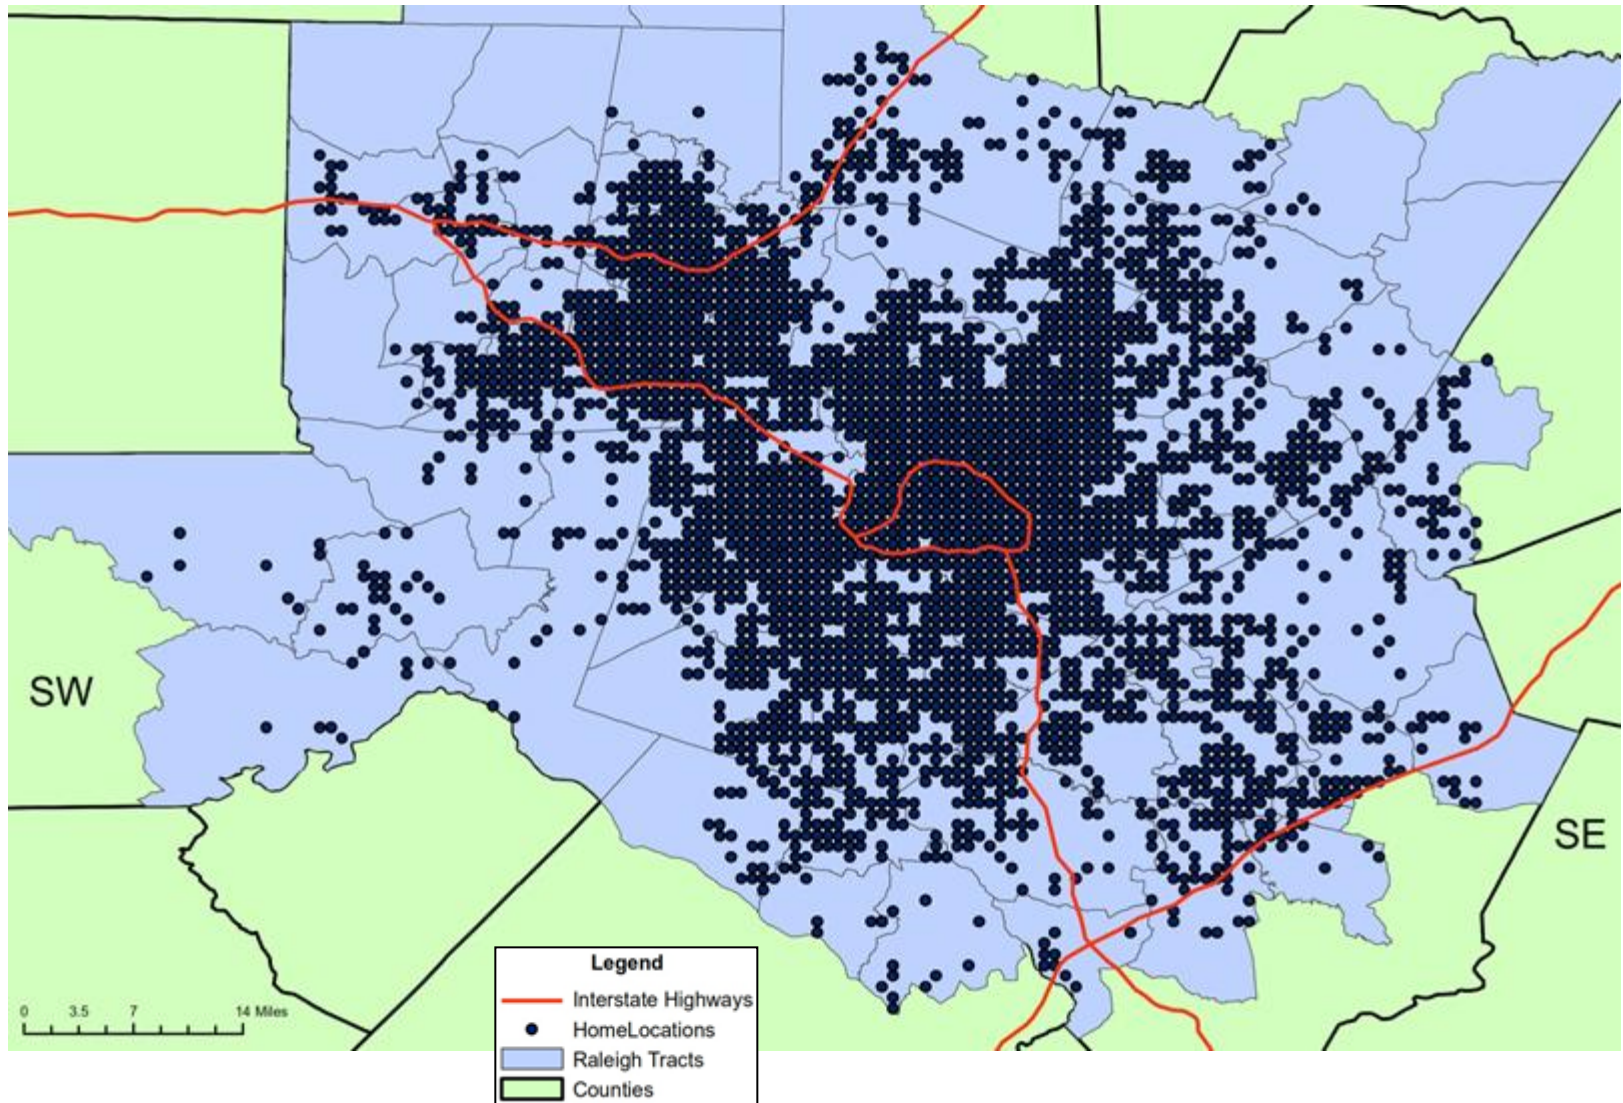 SW
SE
Legend
Interstate Highways
HomeLocations
Raleigh Tracts
Counties
0 3.5 7 14 Miles